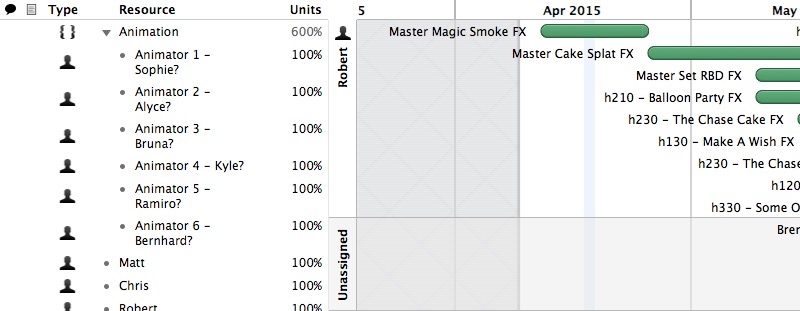 Type Resource Units
Animation 600%
Animator 1 – 100%
Sophie?
Animator 2 – 100%
Alyce?
Animator 3 – 100%
Bruna?
Animator 4 – Kyle? 100%
Animator 5 – 100%
Ramiro?
Animator 6 – 100%
Bernhard?
Matt 100%
Chris 100%
Robert 100%
5 Apr 2015 May
Robert
Master Magic Smoke FX
Master Cake Splat FX
Master Set RBD FX
h210 – Balloon Party FX
h230 – The Chase Cake FX
h130 – Make A Wish FX
h230 – The Chase
h120
h330 – Some O
Unassigned
Bren